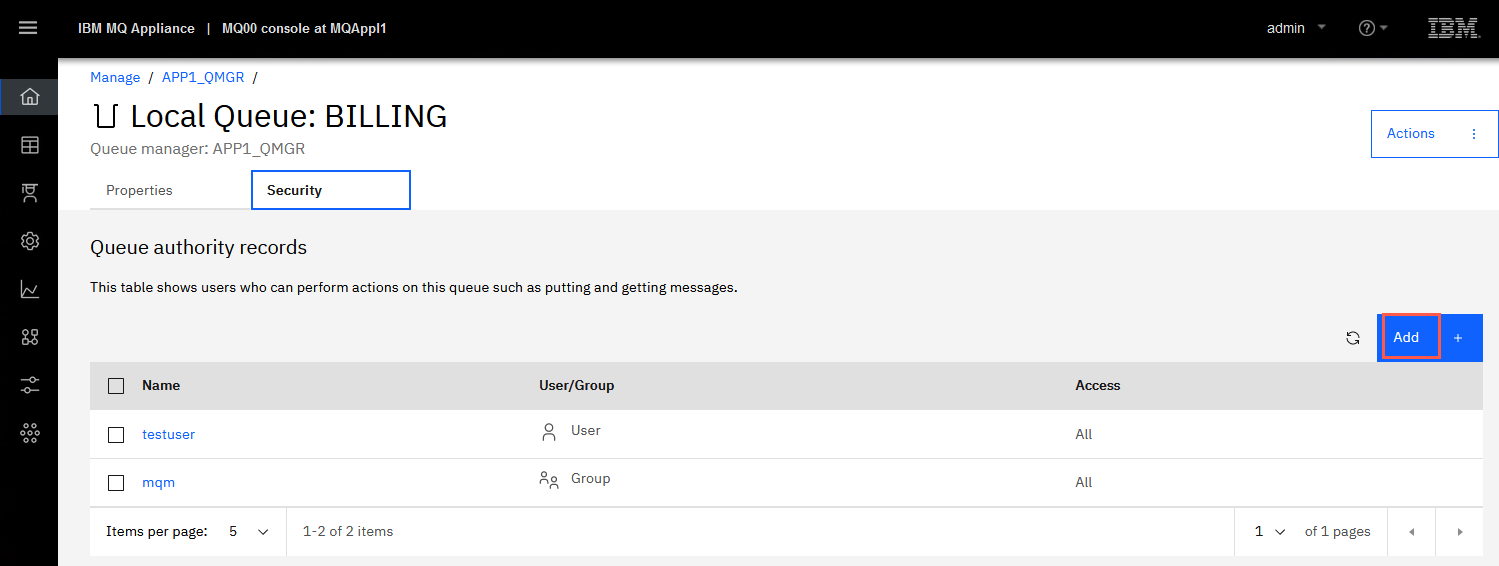 IBM MQ Appliance | MQ00 console at MQAppl1 admin IBM
Manage / APP1_QMGR /
Local Queue: BILLING
Queue manager: APP1_QMGR
Actions
Properties Security
Queue authority records
This table shows users who can perform actions on this queue such as putting and getting messages.
Add +
Name User/Group Access
testuser User All
mqm Group All
Items per page: 5 1-2 of 2 items 1 of 1 pages